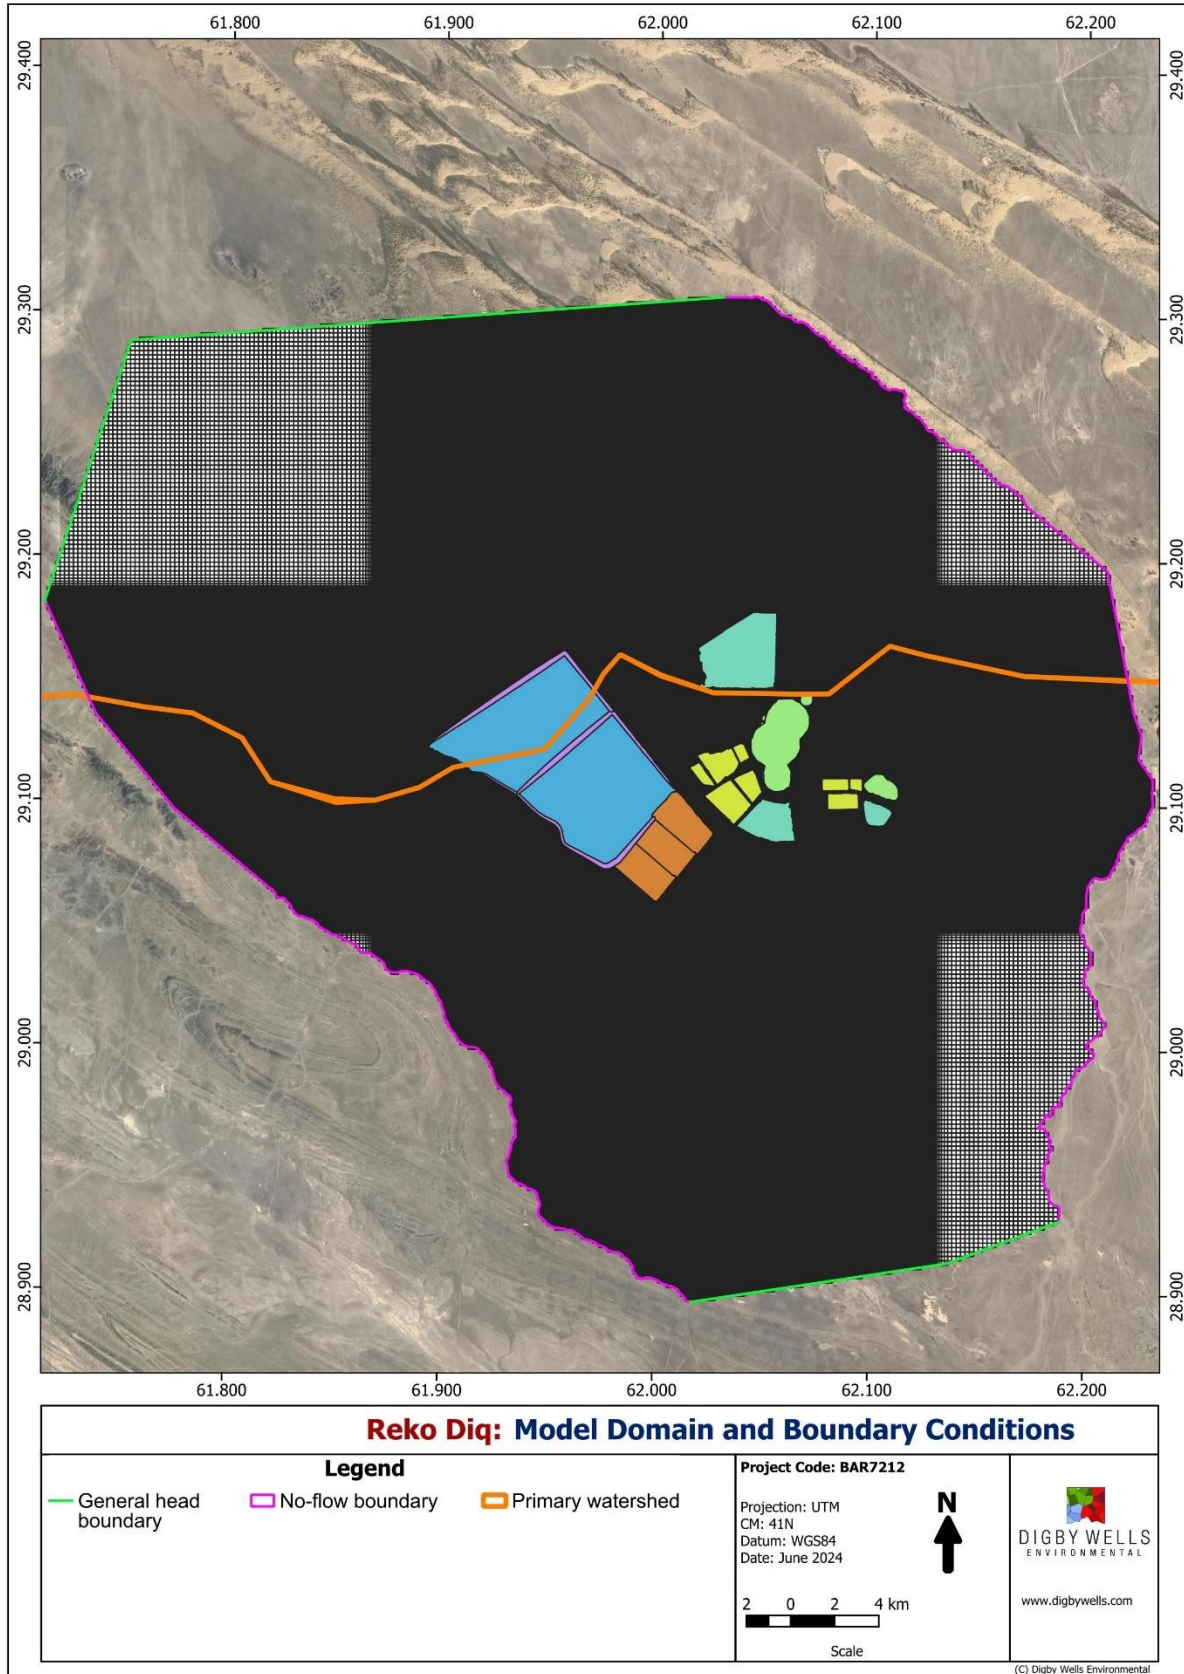 61.800 61.900 62.000 62.100 62.200
29.400 29.400
29.300 29.300
29.200 29.200
29.100 29.100
29.000 29.000
28.900 28.900
61.800 61.900 62.000 62.100 62.200
Reko Diq: Model Domain and Boundary Conditions
Legend
General head
boundary
No-flow boundary
Primary watershed
Project Code: BAR7212
Projection: UTM
CM: 41N
Datum: WGS84
Date: June 2024
N
2 0 2 4 km
Scale
DIGBY WELLS
ENVIRONMENTAL
www.digbywells.com
(C) Digby Wells Environmental